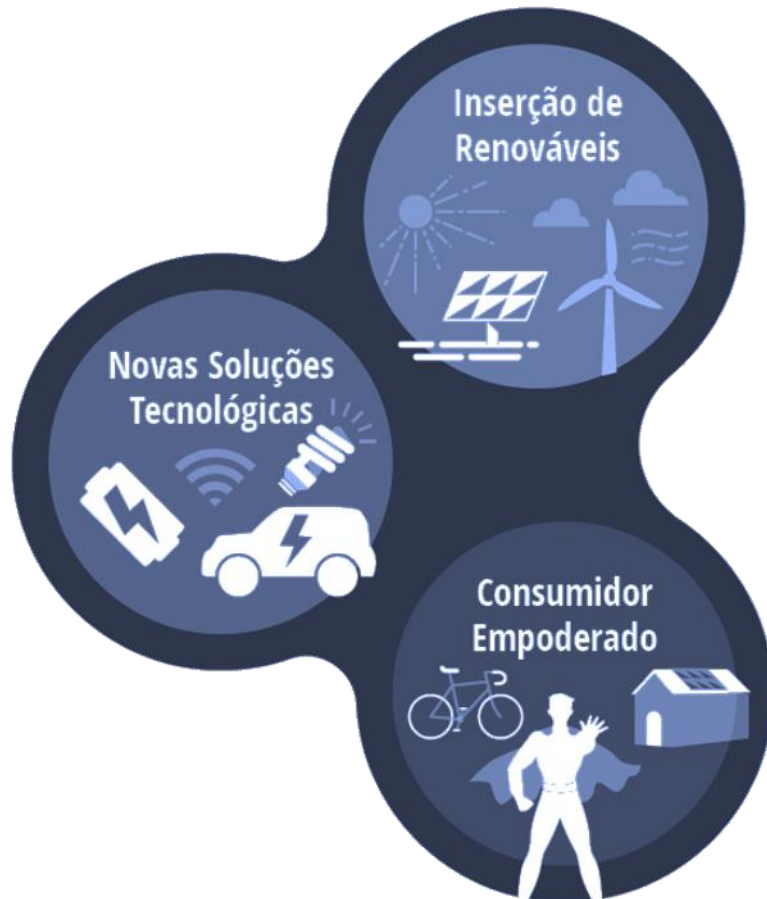 Inserção de
Renováveis
Novas Soluções
Tecnológicas
Consumidor
Empoderado